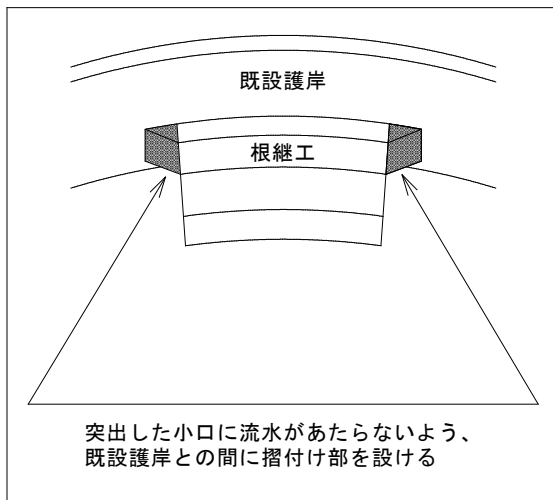 既設護岸
根継工
突出した小口に流水があたらないよう、
既設護岸との間に摺付け部を設ける